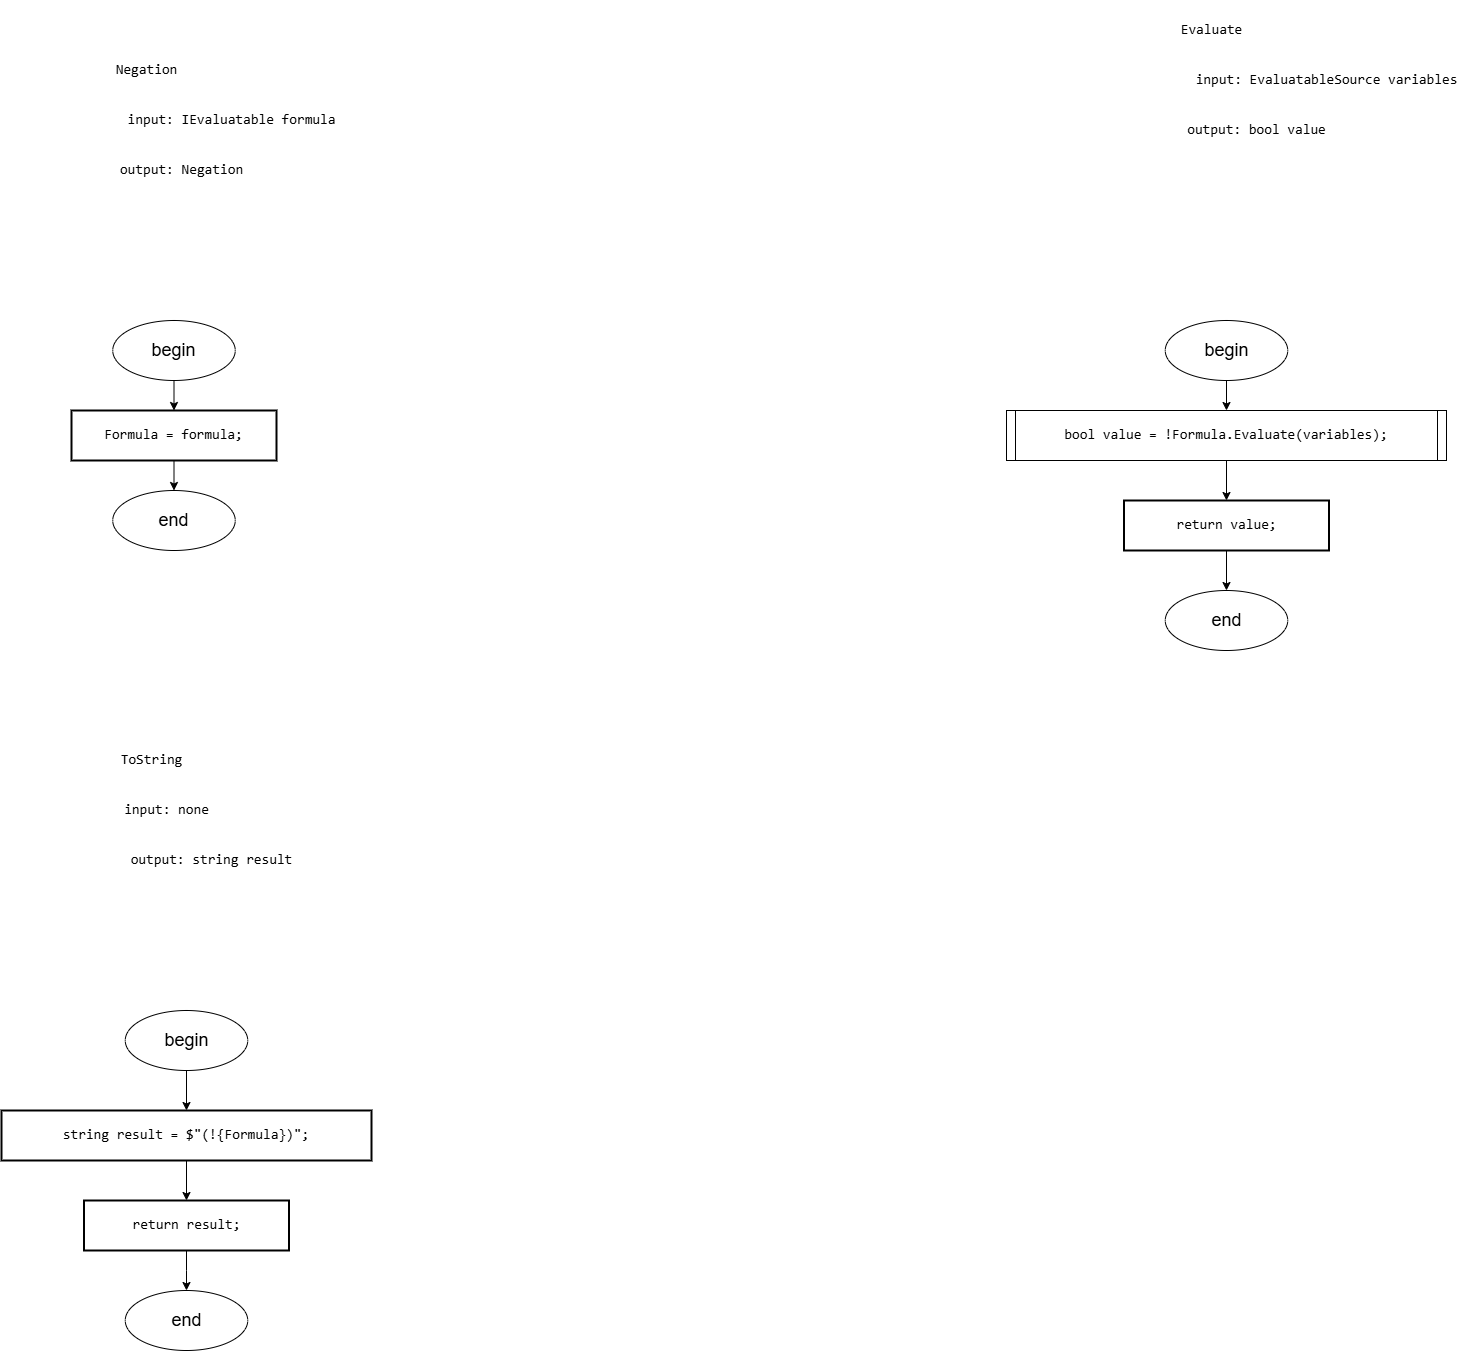 Negation
input: IEvaluatable formula
output: Negation
begin
Formula = formula;
end
Evaluate
input: EvaluatableSource variables
output: bool value
begin
bool value = !Formula.Evaluate(variables);
return value;
end
ToString
input: none
output: string result
begin
string result = $"(!{Formula})";
return result;
end